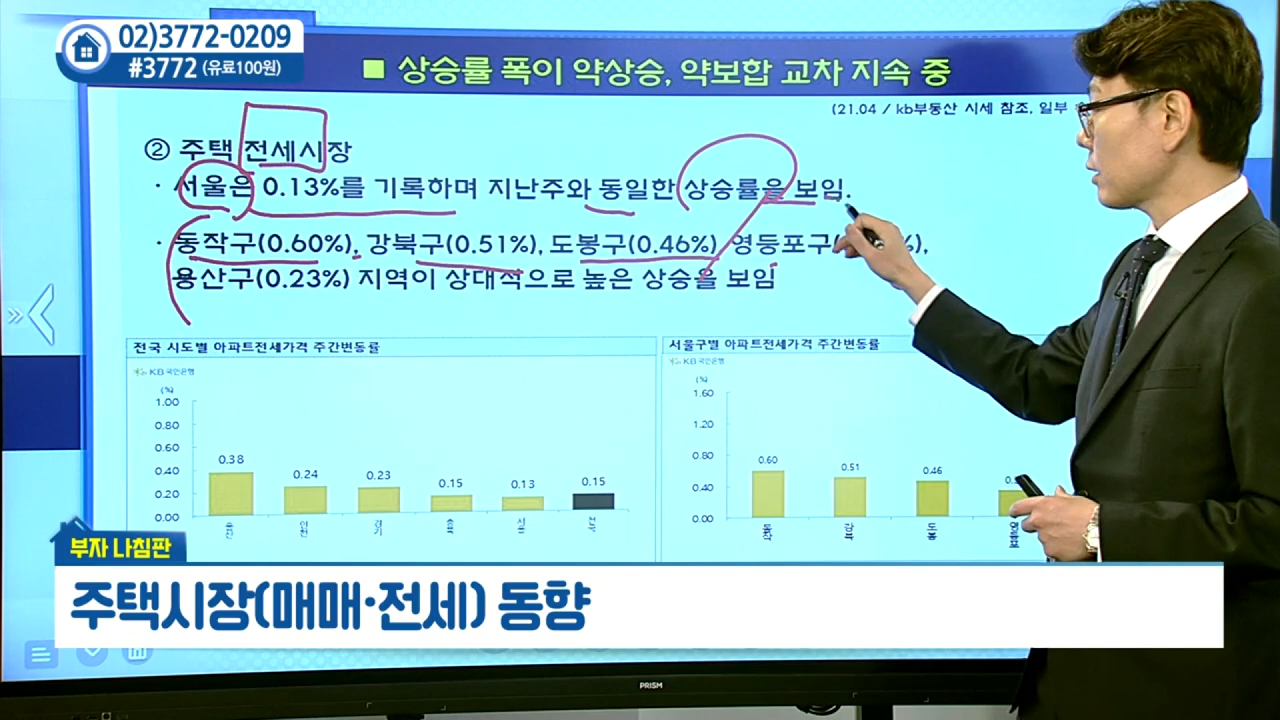 02)3772-0209
#3772 (유료100원)
■ 상승률 폭이 약상승, 약보합 교차 지속 중
(21.04 / kb부동산 시세 참조, 일부
② 주택 전세시장
· 서울은 0.13%를 기록하며 지난주와 동일한 상승률을 보임.
· 동작구(0.60%), 강북구(0.51%), 도봉구(0.46%) 영등포구( %),
용산구(0.23%) 지역이 상대적으로 높은 상승을 보임
전국 시도별 아파트전세가격 주간변동률
KB 국민은행
(%)
1.00
0.80
0.60
0.40
0.20
0.00
0.38
0.24
0.23
0.15
0.13
0.15
인천
경기
충북
서울
전국
서울구별 아파트전세가격 주간변동률
KB 국민은행
(%)
1.60
1.20
0.80
0.40
0.00
0.60
0.51
0.46
동작
강북
도봉
영등포
부자 나침판
주택시장(매매·전세) 동향
PRISM